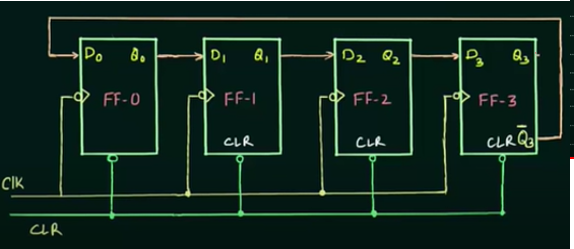 D₀ Q₀ D₁ Q₁ D₂ Q₂ D₃ Q₃
FF-0 FF-1 FF-2 FF-3
CLR CLR CLR Q̅₃
Clk
CLR